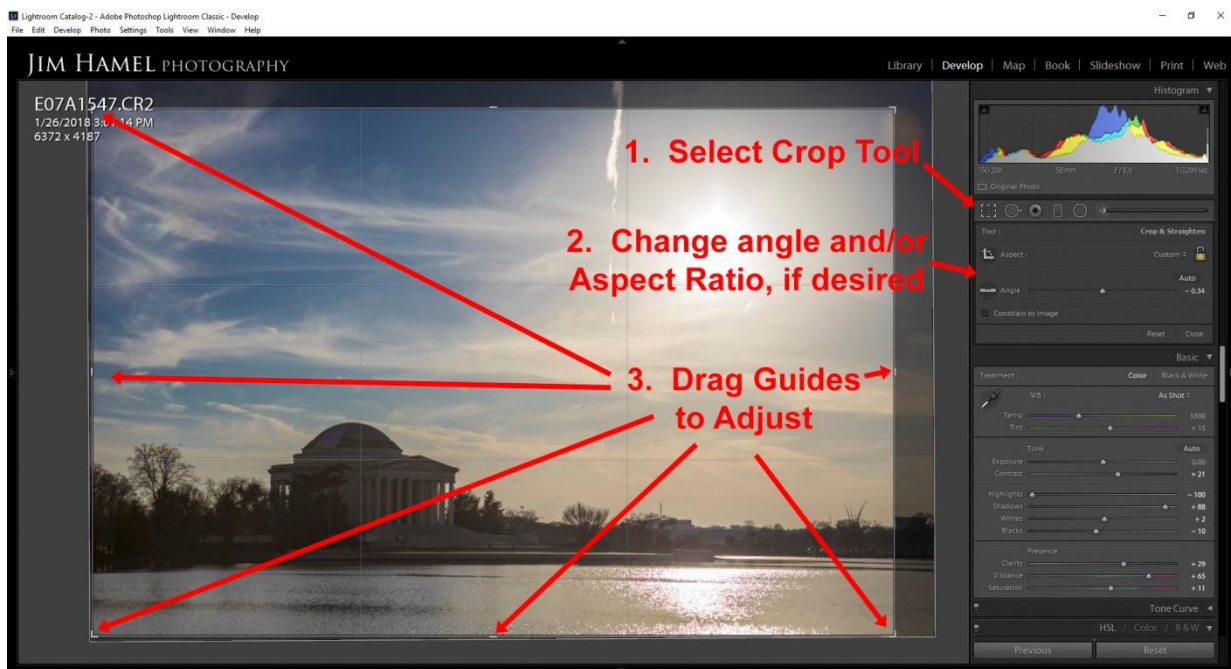 Lightroom Catalog-2 - Adobe Photoshop Lightroom Classic - Develop
File Edit Develop Photo Settings Tools View Window Help
JIM HAMEL PHOTOGRAPHY
Library | Develop | Map | Book | Slideshow | Print | Web
E07A1547.CR2
1/26/2018 3:01:14 PM
6372 x 4187
1. Select Crop Tool
2. Change angle and/or
Aspect Ratio, if desired
3. Drag Guides
to Adjust
Histogram
ISO 200 58 mm f / 8.0 1/3200 sec
Original Photo
Tool : Crop & Straighten
Aspect : Custom
Auto
Angle - 0.34
Constrain to Image
Reset Close
Basic
Treatment : Color Black & White
WB : As Shot
Temp 5300
Tint + 15
Tone Auto
Exposure 0.00
Contrast + 21
Highlights - 100
Shadows + 88
Whites + 2
Blacks - 10
Presence
Clarity + 29
Vibrance + 65
Saturation + 11
Tone Curve
HSL / Color / B & W
Previous Reset